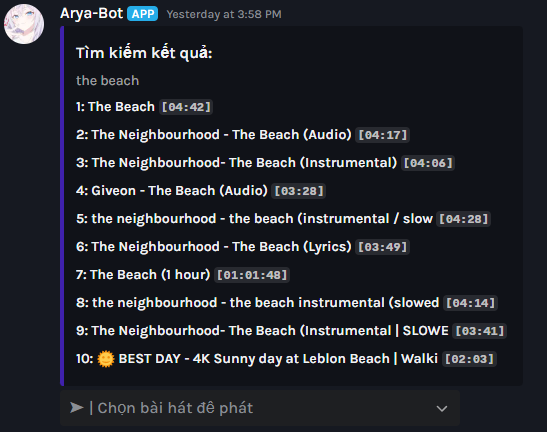 Arya-Bot APP Yesterday at 3:58 PM
Tìm kiếm kết quả:
the beach
1: The Beach [04:42]
2: The Neighbourhood - The Beach (Audio) [04:17]
3: The Neighbourhood- The Beach (Instrumental) [04:06]
4: Giveon - The Beach (Audio) [03:28]
5: the neighbourhood - the beach (instrumental / slow [04:28]
6: The Neighbourhood - The Beach (Lyrics) [03:49]
7: The Beach (1 hour) [01:01:48]
8: the neighbourhood - the beach instrumental (slowed [04:14]
9: The Neighbourhood- The Beach (Instrumental | SLOWE [03:41]
10: 🌞 BEST DAY - 4K Sunny day at Leblon Beach | Walki [02:03]
➤ | Chọn bài hát để phát